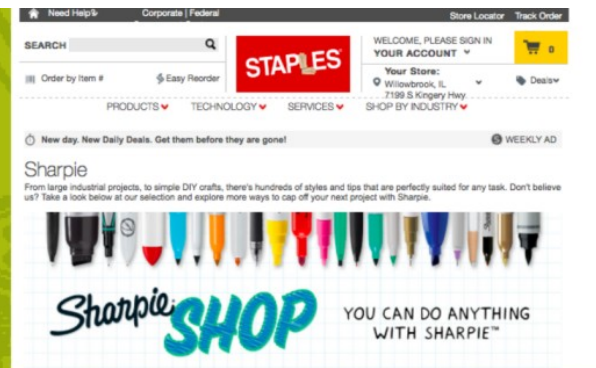 Need Help? Corporate | Federal Store Locator Track Order
SEARCH
WELCOME, PLEASE SIGN IN
YOUR ACCOUNT
0
STAPLES
Order by Item # Easy Reorder
Your Store:
Willowbrook, IL
7199 S Kingery Hwy
Deals
PRODUCTS TECHNOLOGY SERVICES SHOP BY INDUSTRY
New day. New Daily Deals. Get them before they are gone! WEEKLY AD
Sharpie
From large industrial projects, to simple DIY crafts, there's hundreds of styles and tips that are perfectly suited for any task. Don't believe
us? Take a look below at our selection and explore more ways to cap off your next project with Sharpie.
Sharpie SHOP
YOU CAN DO ANYTHING
WITH SHARPIE™